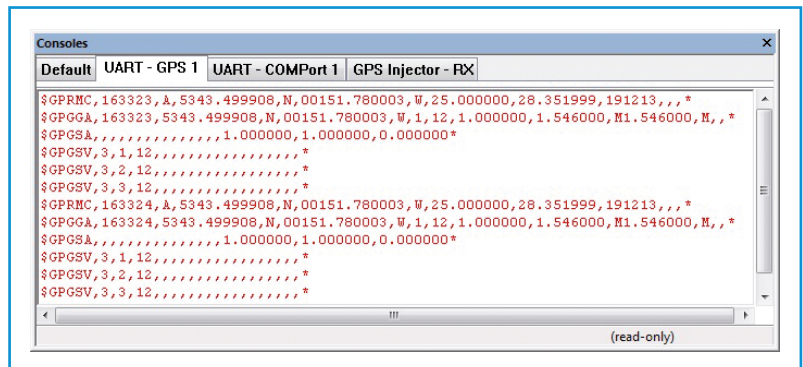 Consoles
Default UART - GPS 1 UART - COMPort 1 GPS Injector - RX
$GPRMC,163323,A,5343.499908,N,00151.780003,W,25.000000,28.351999,191213,,,*
$GPGGA,163323,5343.499908,N,00151.780003,W,1,12,1.000000,1.546000,M1.546000,M,,*
$GPGSA,,,,,,,,,,,,,,,1.000000,1.000000,0.000000*
$GPGSV,3,1,12,,,,,,,,,,,,,,,,,*
$GPGSV,3,2,12,,,,,,,,,,,,,,,,,*
$GPGSV,3,3,12,,,,,,,,,,,,,,,,,*
$GPRMC,163324,A,5343.499908,N,00151.780003,W,25.000000,28.351999,191213,,,*
$GPGGA,163324,5343.499908,N,00151.780003,W,1,12,1.000000,1.546000,M1.546000,M,,*
$GPGSA,,,,,,,,,,,,,,,1.000000,1.000000,0.000000*
$GPGSV,3,1,12,,,,,,,,,,,,,,,,,*
$GPGSV,3,2,12,,,,,,,,,,,,,,,,,*
$GPGSV,3,3,12,,,,,,,,,,,,,,,,,*
(read-only)